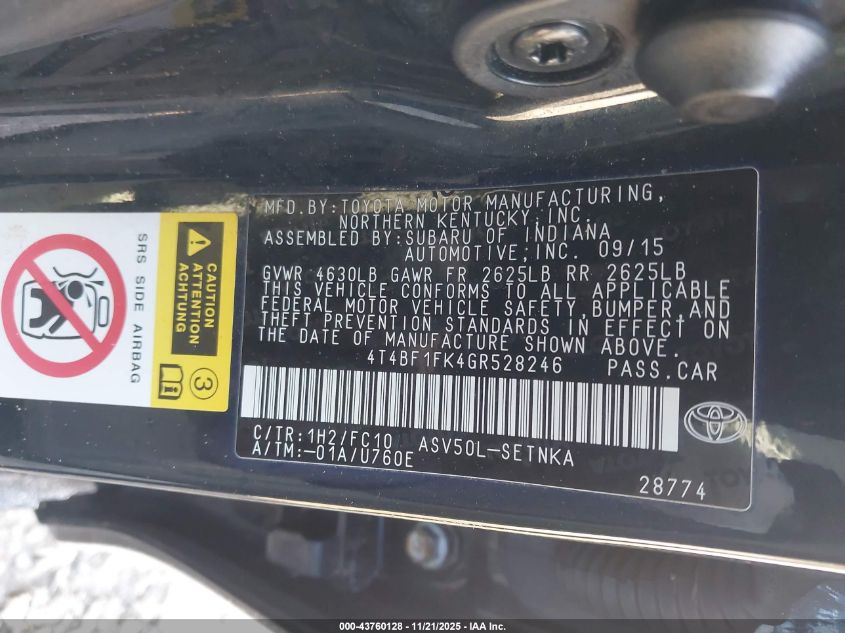 SRS SIDE AIRBAG
CAUTION
ATTENTION
ACHTUNG
3
MFD.BY:TOYOTA MOTOR MANUFACTURING,
NORTHERN KENTUCKY, INC.
ASSEMBLED BY:SUBARU OF INDIANA
AUTOMOTIVE, INC. 09/15
GVWR 4630LB GAWR FR 2625LB RR 2625LB
THIS VEHICLE CONFORMS TO ALL APPLICABLE
FEDERAL MOTOR VEHICLE SAFETY, BUMPER, AND
THEFT PREVENTION STANDARDS IN EFFECT ON
THE DATE OF MANUFACTURE SHOWN ABOVE.
4T4BF1FK4GR528246 PASS.CAR
C/TR:1H2/FC10 ASV50L-SETNKA
A/TM:-01A/U760E
28774
000-43760128 - 11/21/2025 - IAA Inc.